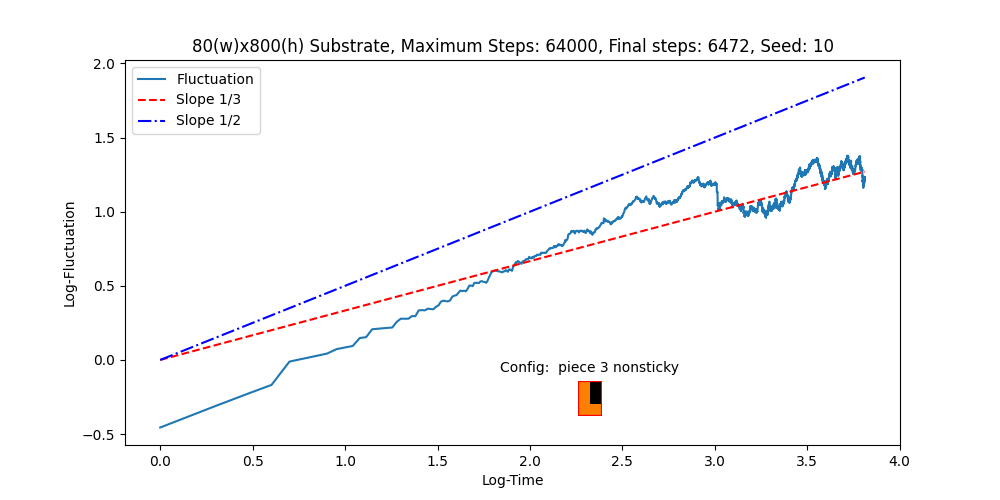 80(w)x800(h) Substrate, Maximum Steps: 64000, Final steps: 6472, Seed: 10
2.0
1.5
1.0
0.5
0.0
−0.5
Log-Fluctuation
Fluctuation
Slope 1/3
Slope 1/2
Config:  piece 3 nonsticky
0.0 0.5 1.0 1.5 2.0 2.5 3.0 3.5 4.0
Log-Time